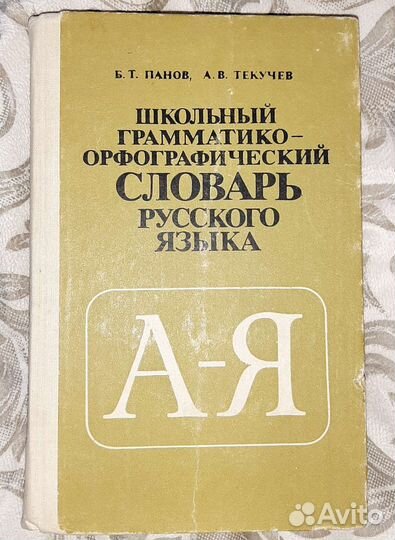 Б. Т. ПАНОВ, А. В. ТЕКУЧЕВ
ШКОЛЬНЫЙ
ГРАММАТИКО-
ОРФОГРАФИЧЕСКИЙ
СЛОВАРЬ
РУССКОГО
ЯЗЫКА
А-Я
Avito